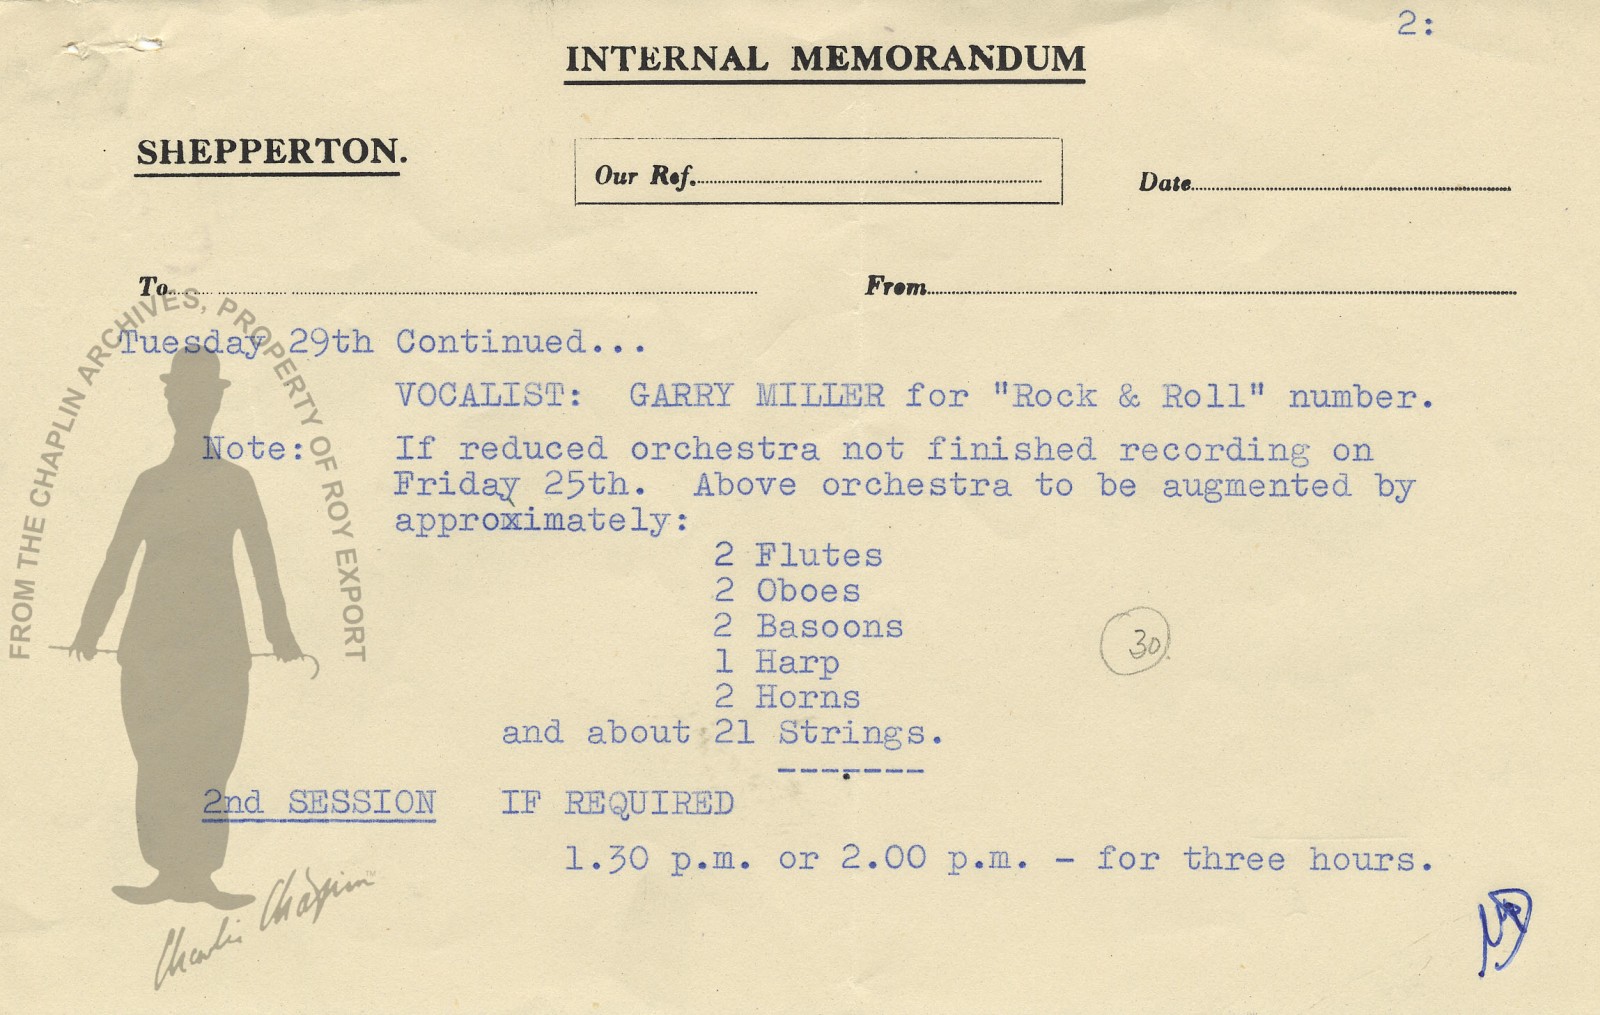 2:
INTERNAL MEMORANDUM
SHEPPERTON.
Our Ref.
Date
To
From
Tuesday 29th Continued...
VOCALIST: GARRY MILLER for "Rock & Roll" number.
Note: If reduced orchestra not finished recording on
Friday 25th. Above orchestra to be augmented by
approximately:
2 Flutes
2 Oboes
2 Basoons
30
1 Harp
2 Horns
and about 21 Strings.
2nd SESSION IF REQUIRED
1.30 p.m. or 2.00 p.m. - for three hours.
FROM THE CHAPLIN ARCHIVES, PROPERTY OF ROY EXPORT
Charlie Chaplin™